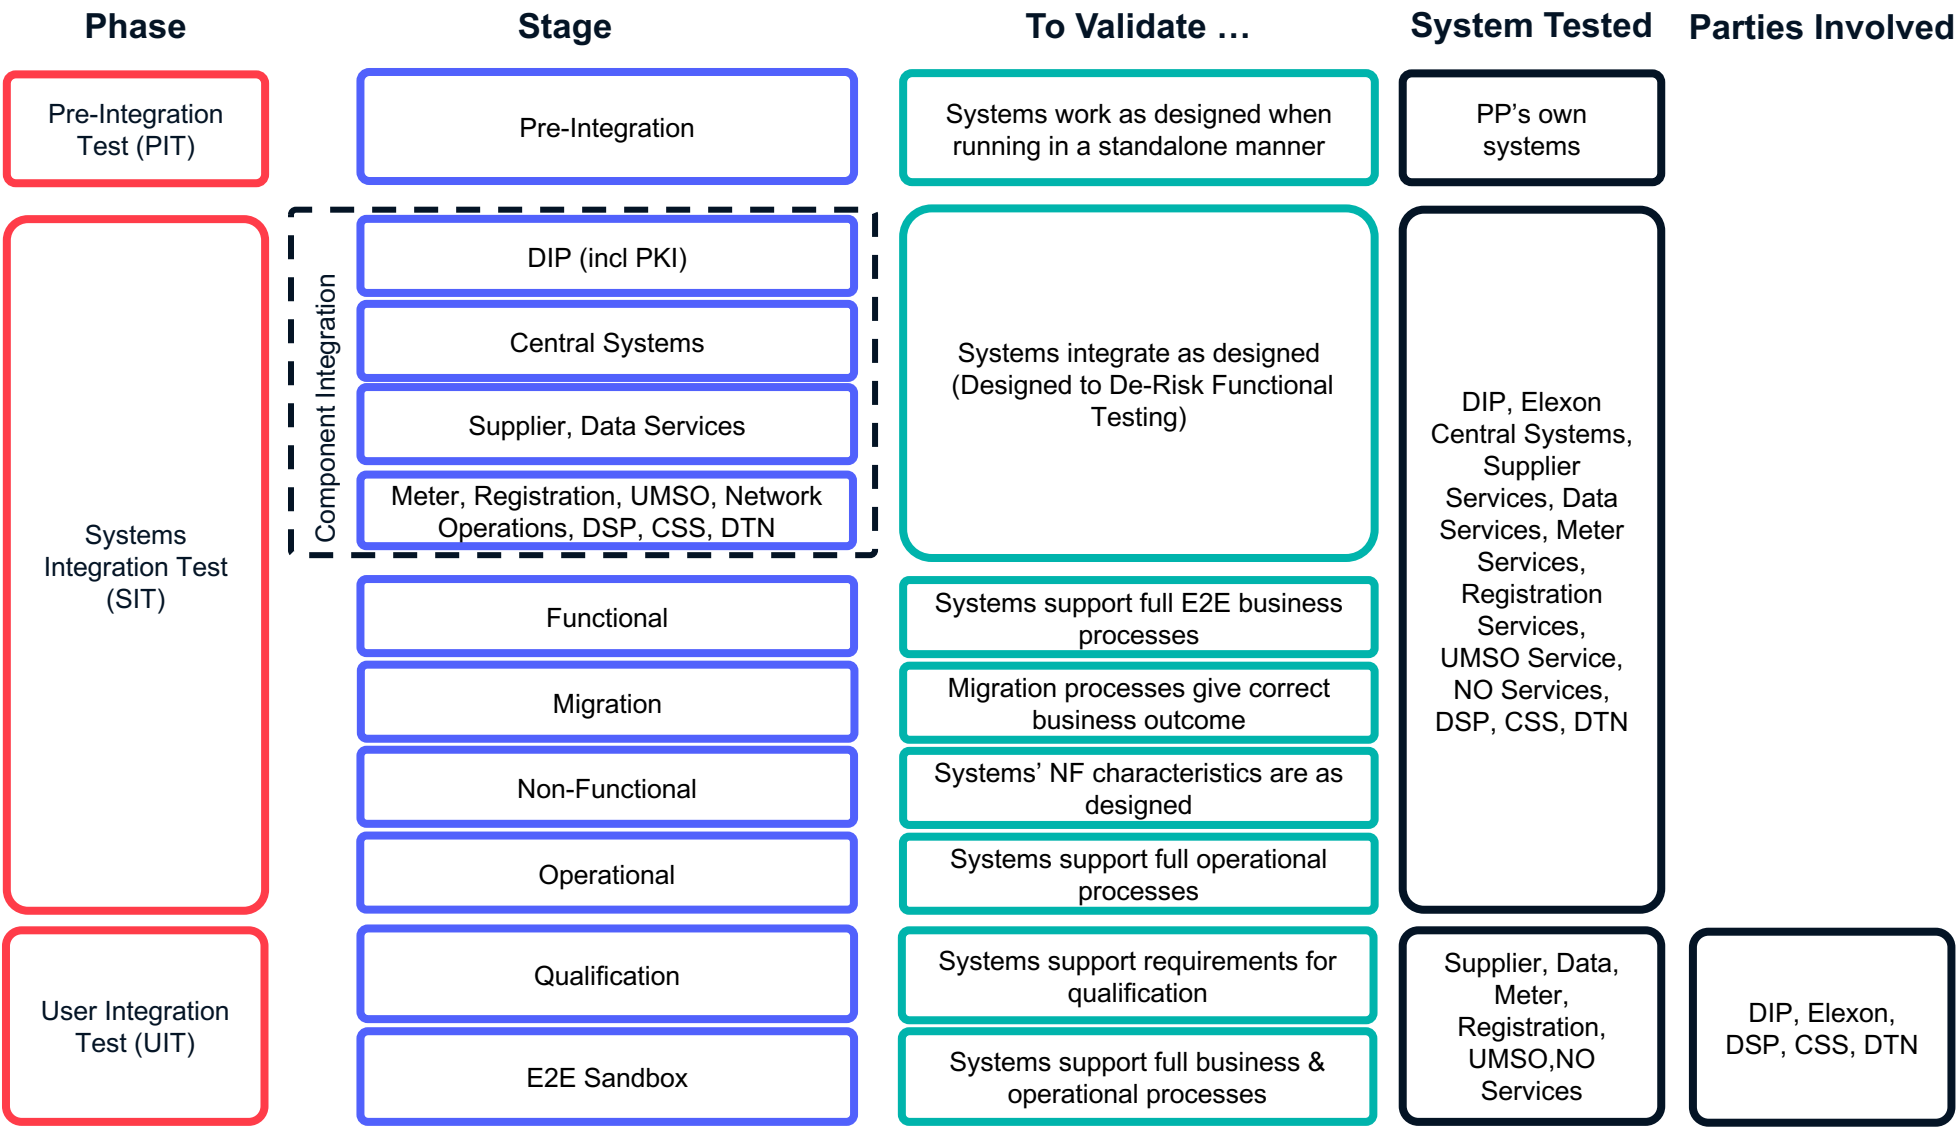 Phase
Stage
To Validate …
System Tested
Parties Involved
Pre-Integration
Test (PIT)
Pre-Integration
Systems work as designed when
running in a standalone manner
PP’s own
systems
Systems
Integration Test
(SIT)
Component Integration
DIP (incl PKI)
Central Systems
Supplier, Data Services
Meter, Registration, UMSO, Network
Operations, DSP, CSS, DTN
Systems integrate as designed
(Designed to De-Risk Functional
Testing)
DIP, Elexon
Central Systems,
Supplier
Services, Data
Services, Meter
Services,
Registration
Services,
UMSO Service,
NO Services,
DSP, CSS, DTN
Functional
Systems support full E2E business
processes
Migration
Migration processes give correct
business outcome
Non-Functional
Systems’ NF characteristics are as
designed
Operational
Systems support full operational
processes
User Integration
Test (UIT)
Qualification
Systems support requirements for
qualification
E2E Sandbox
Systems support full business &
operational processes
Supplier, Data,
Meter,
Registration,
UMSO,NO
Services
DIP, Elexon,
DSP, CSS, DTN